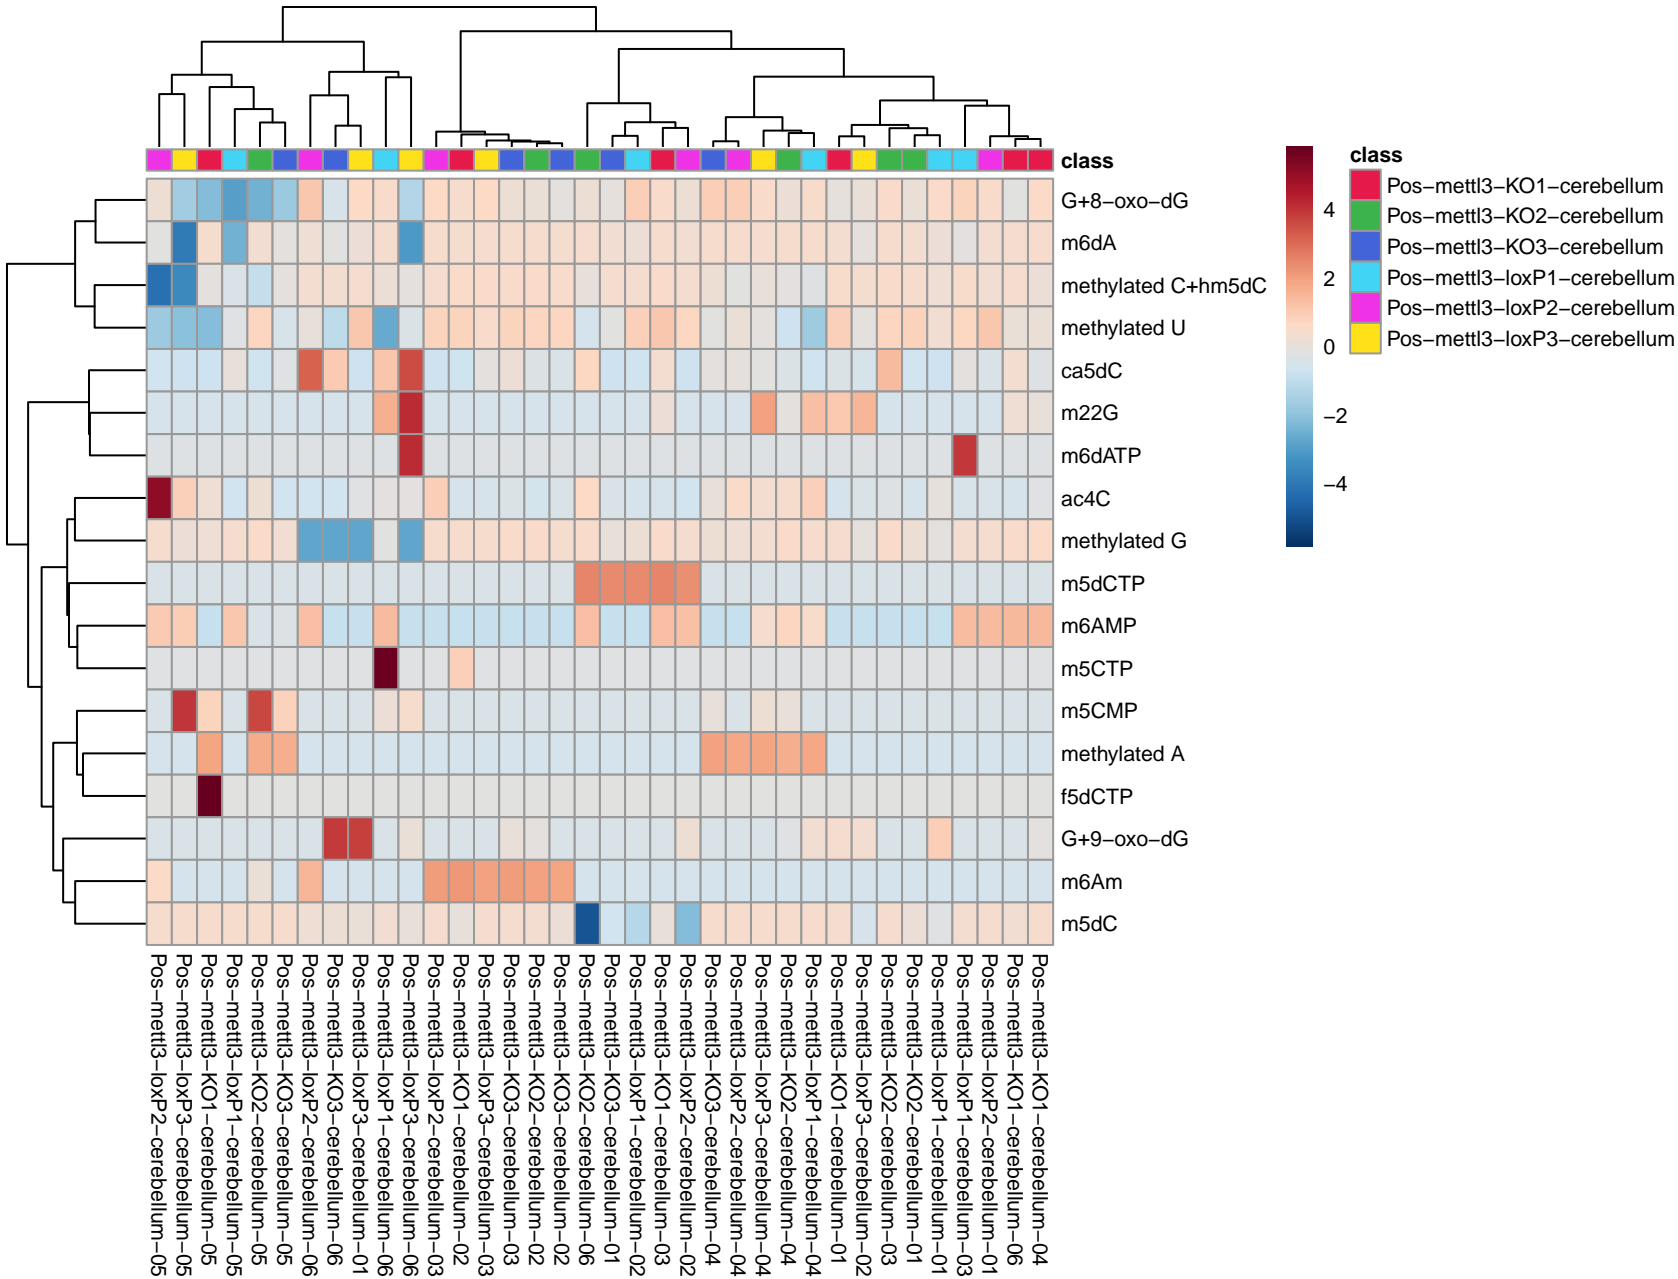 class
G+8−oxo−dG
m6dA
methylated C+hm5dC
methylated U
ca5dC
m22G
m6dATP
ac4C
methylated G
m5dCTP
m6AMP
m5CTP
m5CMP
methylated A
f5dCTP
G+9−oxo−dG
m6Am
m5dC
4
2
0
−2
−4
class
Pos−mettl3−KO1−cerebellum
Pos−mettl3−KO2−cerebellum
Pos−mettl3−KO3−cerebellum
Pos−mettl3−loxP1−cerebellum
Pos−mettl3−loxP2−cerebellum
Pos−mettl3−loxP3−cerebellum
Pos−mettl3−loxP2−cerebellum−05
Pos−mettl3−loxP3−cerebellum−05
Pos−mettl3−KO1−cerebellum−05
Pos−mettl3−loxP1−cerebellum−05
Pos−mettl3−KO2−cerebellum−05
Pos−mettl3−KO3−cerebellum−05
Pos−mettl3−loxP2−cerebellum−06
Pos−mettl3−KO3−cerebellum−06
Pos−mettl3−loxP3−cerebellum−01
Pos−mettl3−loxP1−cerebellum−06
Pos−mettl3−loxP3−cerebellum−06
Pos−mettl3−loxP2−cerebellum−03
Pos−mettl3−KO1−cerebellum−02
Pos−mettl3−loxP3−cerebellum−03
Pos−mettl3−KO3−cerebellum−03
Pos−mettl3−KO2−cerebellum−02
Pos−mettl3−KO3−cerebellum−02
Pos−mettl3−KO2−cerebellum−06
Pos−mettl3−KO3−cerebellum−01
Pos−mettl3−loxP1−cerebellum−02
Pos−mettl3−KO1−cerebellum−03
Pos−mettl3−loxP2−cerebellum−02
Pos−mettl3−KO3−cerebellum−04
Pos−mettl3−loxP2−cerebellum−04
Pos−mettl3−loxP3−cerebellum−04
Pos−mettl3−KO2−cerebellum−04
Pos−mettl3−loxP1−cerebellum−04
Pos−mettl3−KO1−cerebellum−01
Pos−mettl3−loxP3−cerebellum−02
Pos−mettl3−KO2−cerebellum−03
Pos−mettl3−KO2−cerebellum−01
Pos−mettl3−loxP1−cerebellum−01
Pos−mettl3−loxP1−cerebellum−03
Pos−mettl3−loxP2−cerebellum−01
Pos−mettl3−KO1−cerebellum−06
Pos−mettl3−KO1−cerebellum−04